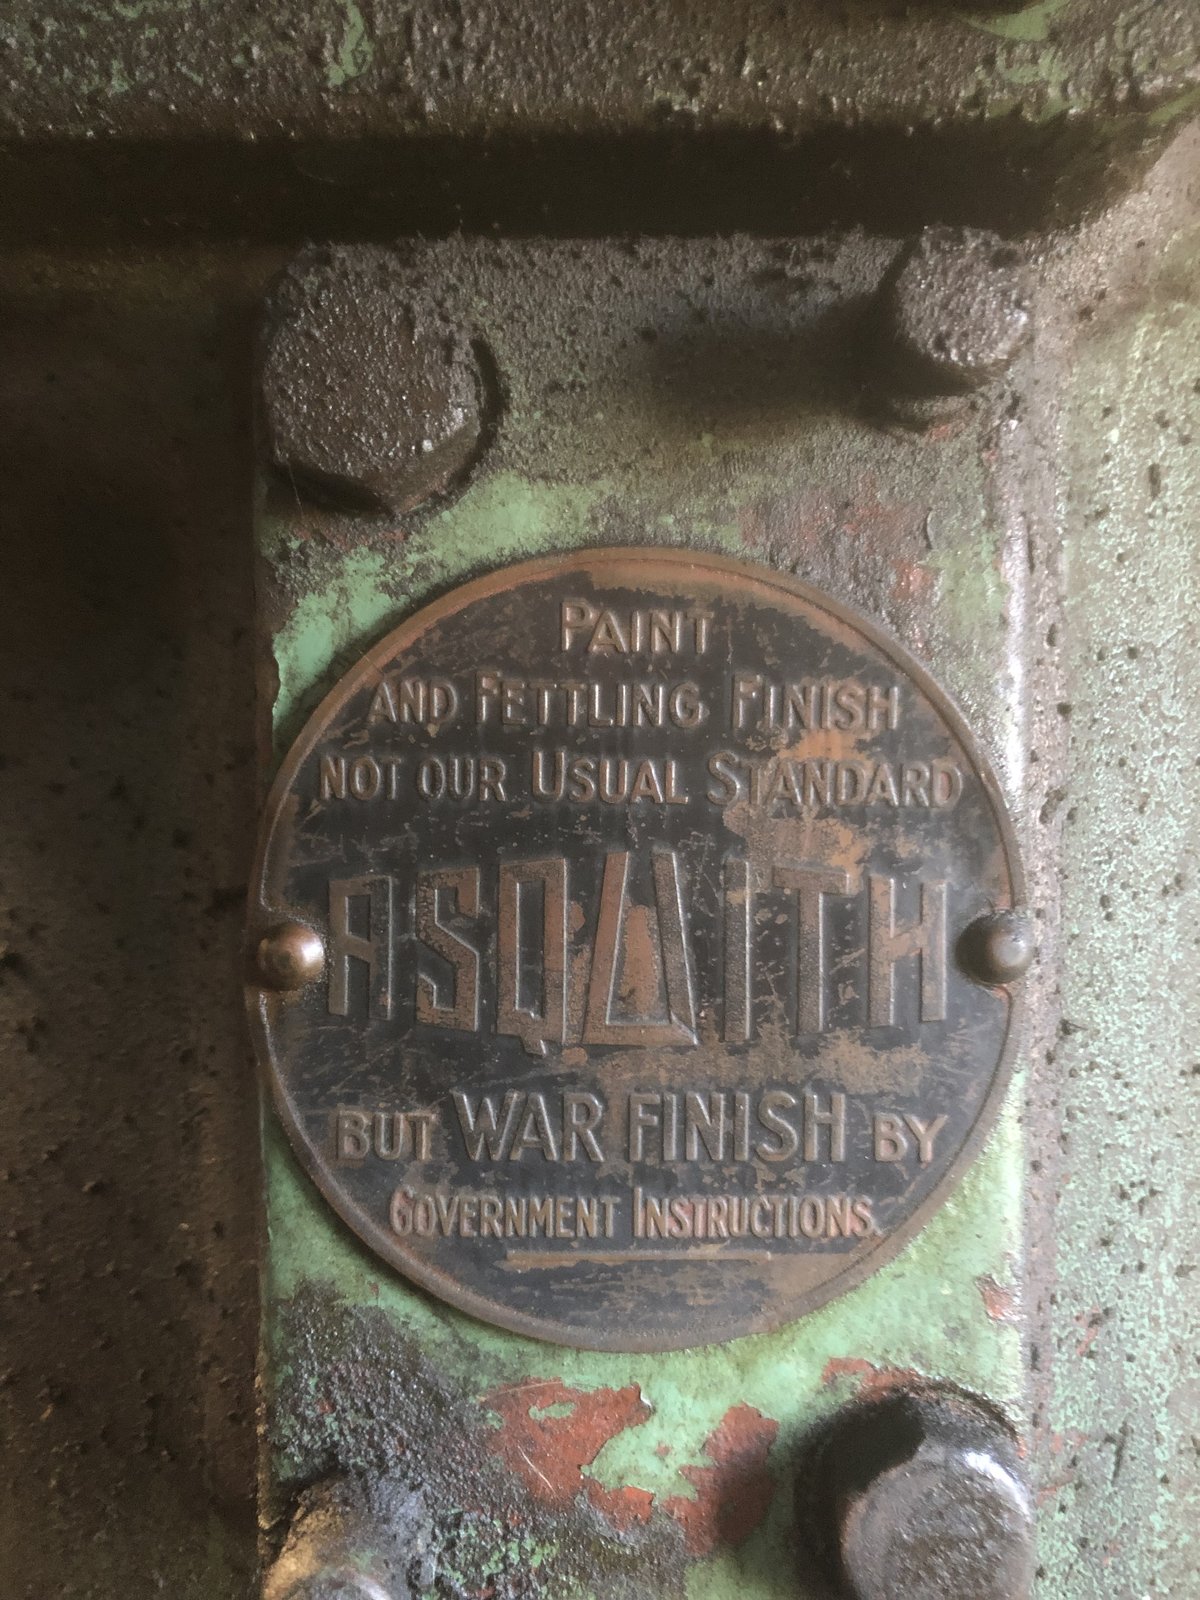 PAINT
AND FETTLING FINISH
NOT OUR USUAL STANDARD
ASQUITH
BUT WAR FINISH BY
GOVERNMENT INSTRUCTIONS.